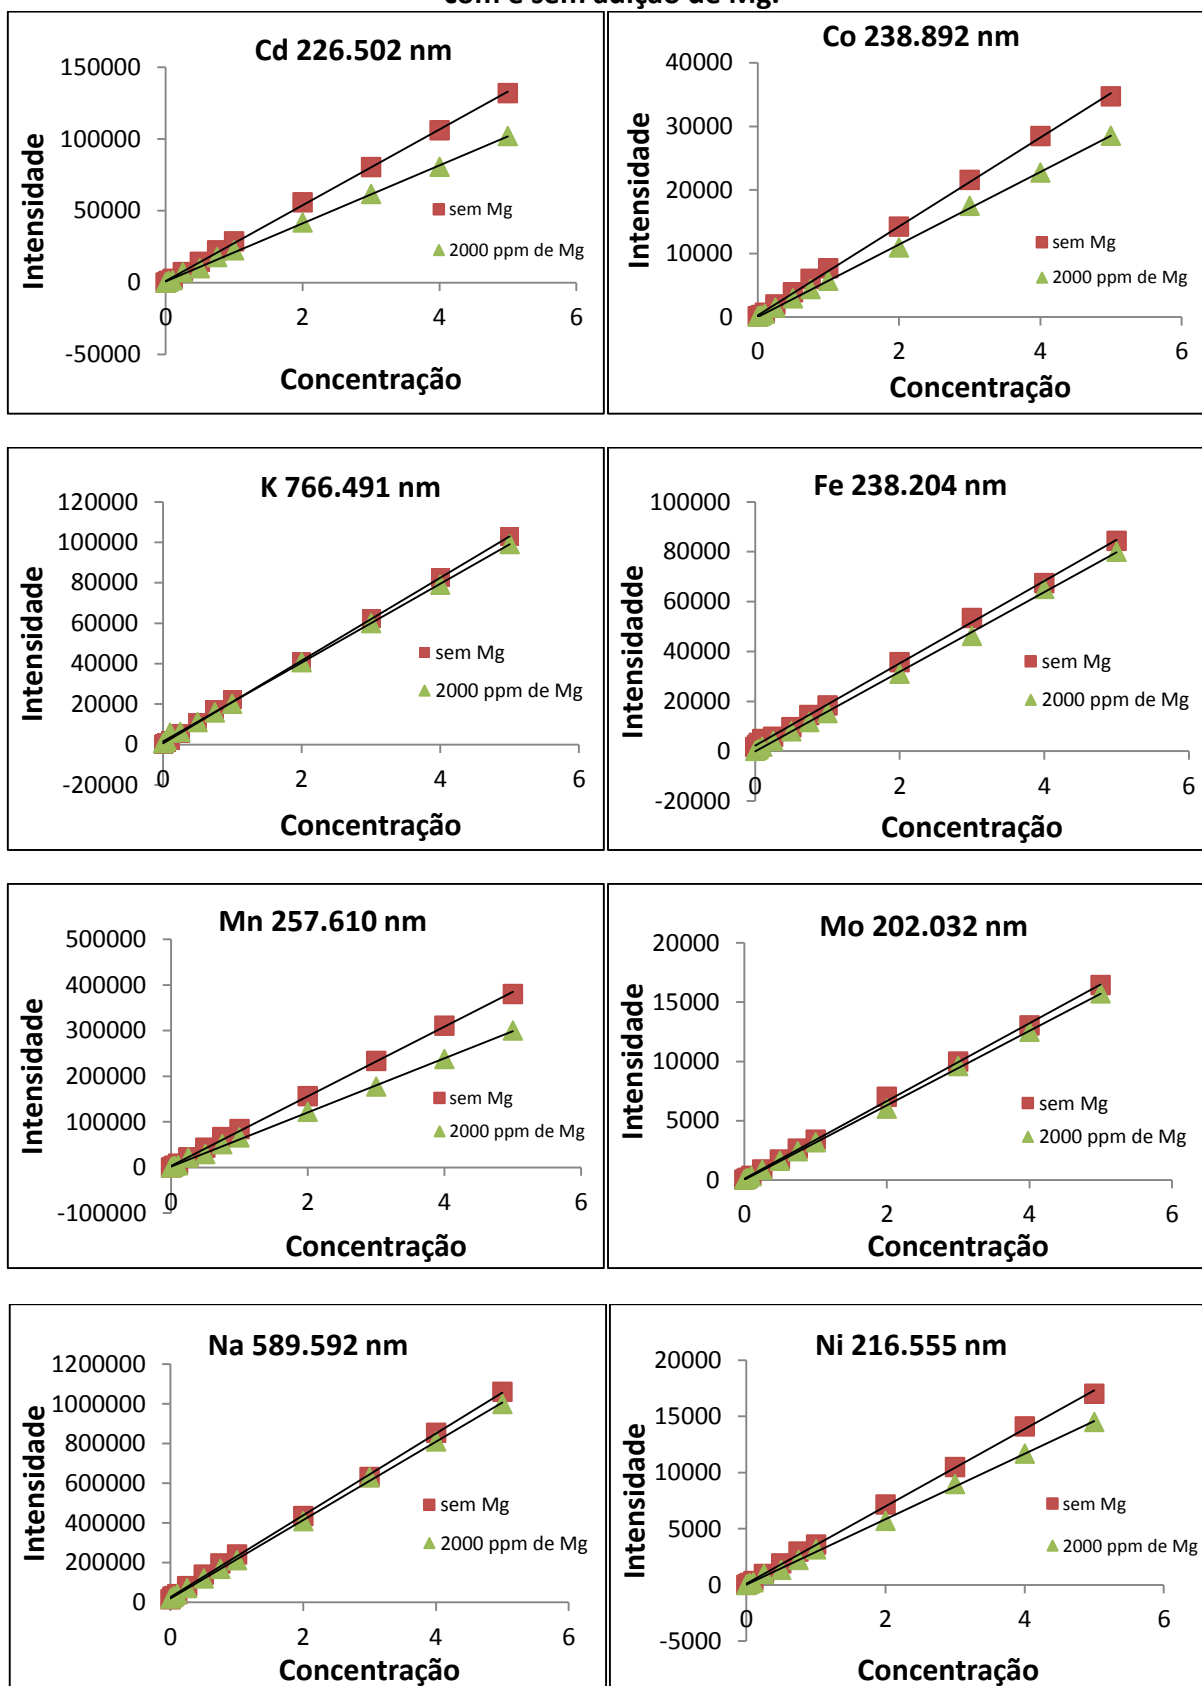 com e sem adição de Mg.
Cd 226.502 nm
150000
100000
50000
0
-50000
0
2
4
6
Intensidade
Concentração
sem Mg
2000 ppm de Mg
Co 238.892 nm
40000
30000
20000
10000
0
0
2
4
6
Intensidade
Concentração
sem Mg
2000 ppm de Mg
K 766.491 nm
120000
100000
80000
60000
40000
20000
0
-20000
0
2
4
6
Intensidade
Concentração
sem Mg
2000 ppm de Mg
Fe 238.204 nm
100000
80000
60000
40000
20000
0
-20000
0
2
4
6
Intensidadde
Concentração
sem Mg
2000 ppm de Mg
Mn 257.610 nm
500000
400000
300000
200000
100000
0
-100000
0
2
4
6
Intensidade
Concentração
sem Mg
2000 ppm de Mg
Mo 202.032 nm
20000
15000
10000
5000
0
0
2
4
6
Intensidade
Concentração
sem Mg
2000 ppm de Mg
Na 589.592 nm
1200000
1000000
800000
600000
400000
200000
0
0
2
4
6
Intensidade
Concentração
sem Mg
2000 ppm de Mg
Ni 216.555 nm
20000
15000
10000
5000
0
-5000
0
2
4
6
Intensidade
Concentração
sem Mg
2000 ppm de Mg